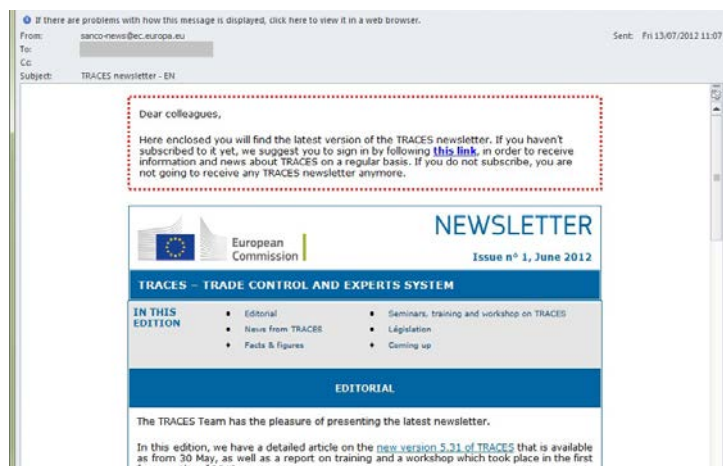 If there are problems with how this message is displayed, click here to view it in a web browser.
From: sanco-news@ec.europa.eu Sent: Fri 13/07/2012 11:07
To:
Cc:
Subject: TRACES newsletter - EN
Dear colleagues,
Here enclosed you will find the latest version of the TRACES newsletter. If you haven't
subscribed to it yet, we suggest you to sign in by following this link, in order to receive
information and news about TRACES on a regular basis. If you do not subscribe, you are
not going to receive any TRACES newsletter anymore.
European
Commission
NEWSLETTER
Issue nº 1, June 2012
TRACES – TRADE CONTROL AND EXPERTS SYSTEM
IN THIS
EDITION
Editorial
News from TRACES
Facts & figures
Seminars, training and workshop on TRACES
Législation
Coming up
EDITORIAL
The TRACES Team has the pleasure of presenting the latest newsletter.
In this edition, we have a detailed article on the new version 5.31 of TRACES that is available
as from 30 May, as well as a report on training and a workshop which took place in the first